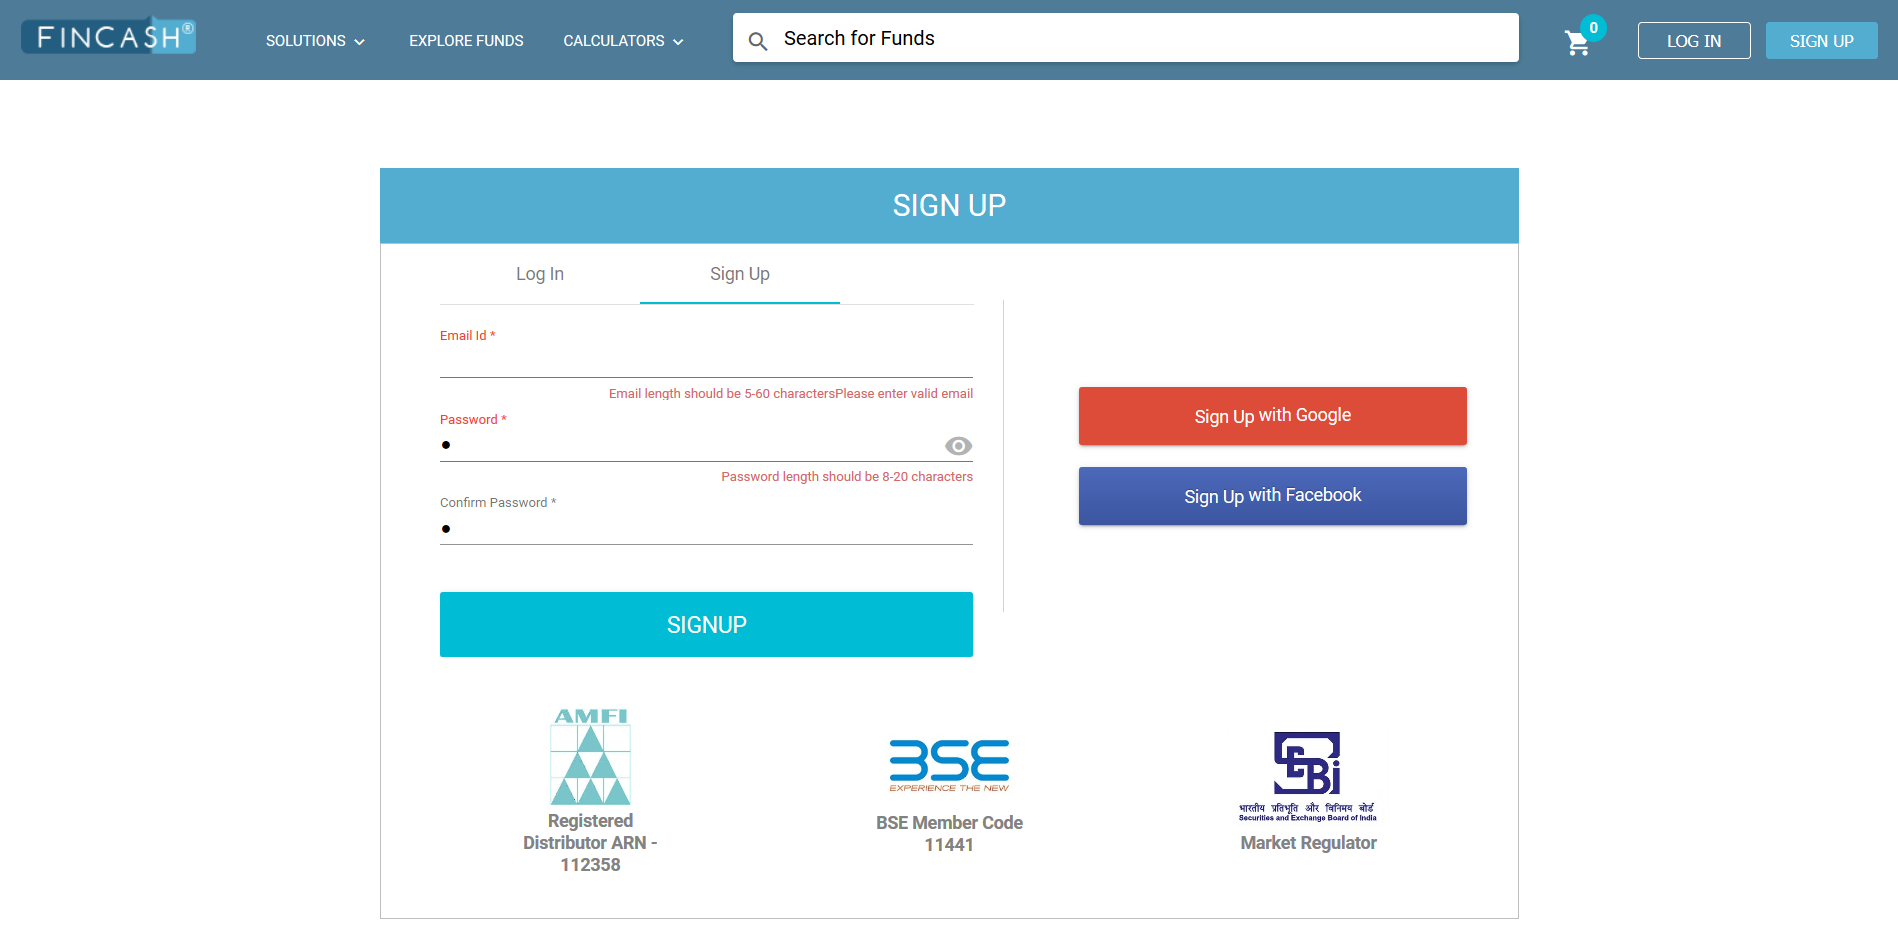 FINCASH®
SOLUTIONS
EXPLORE FUNDS
CALCULATORS
Search for Funds
0
LOG IN
SIGN UP
SIGN UP
Log In
Sign Up
Email Id *
Email length should be 5-60 charactersPlease enter valid email
Password *
Password length should be 8-20 characters
Confirm Password *
SIGNUP
Sign Up with Google
Sign Up with Facebook
AMFI
Registered
Distributor ARN -
112358
BSE
EXPERIENCE THE NEW
BSE Member Code
11441
SEBI
भारतीय प्रतिभूति और विनिमय बोर्ड
Securities and Exchange Board of India
Market Regulator